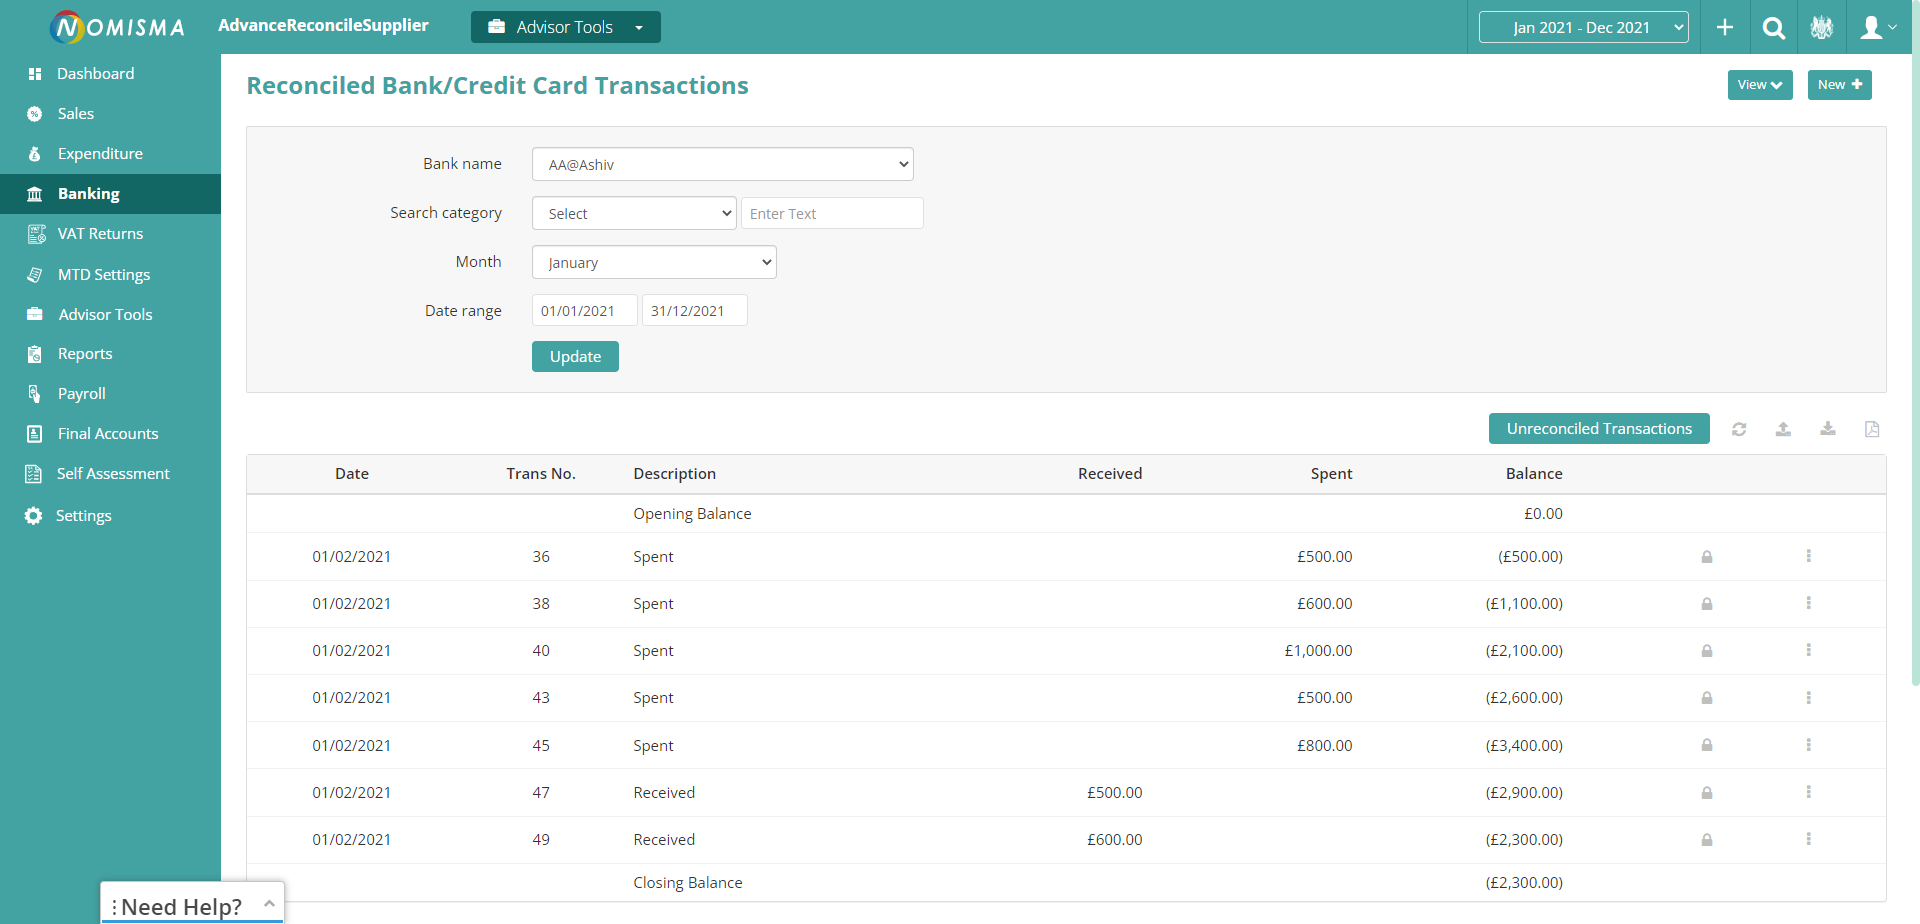 NOMISMA
AdvanceReconcileSupplier
Advisor Tools
Jan 2021 - Dec 2021
Dashboard
Sales
Expenditure
Banking
VAT Returns
MTD Settings
Advisor Tools
Reports
Payroll
Final Accounts
Self Assessment
Settings
Reconciled Bank/Credit Card Transactions
View
New
Bank name AA@Ashiv
Search category Select Enter Text
Month January
Date range 01/01/2021 31/12/2021
Update
Unreconciled Transactions
Date Trans No. Description Received Spent Balance
Opening Balance £0.00
01/02/2021 36 Spent £500.00 (£500.00)
01/02/2021 38 Spent £600.00 (£1,100.00)
01/02/2021 40 Spent £1,000.00 (£2,100.00)
01/02/2021 43 Spent £500.00 (£2,600.00)
01/02/2021 45 Spent £800.00 (£3,400.00)
01/02/2021 47 Received £500.00 (£2,900.00)
01/02/2021 49 Received £600.00 (£2,300.00)
Closing Balance (£2,300.00)
Need Help?